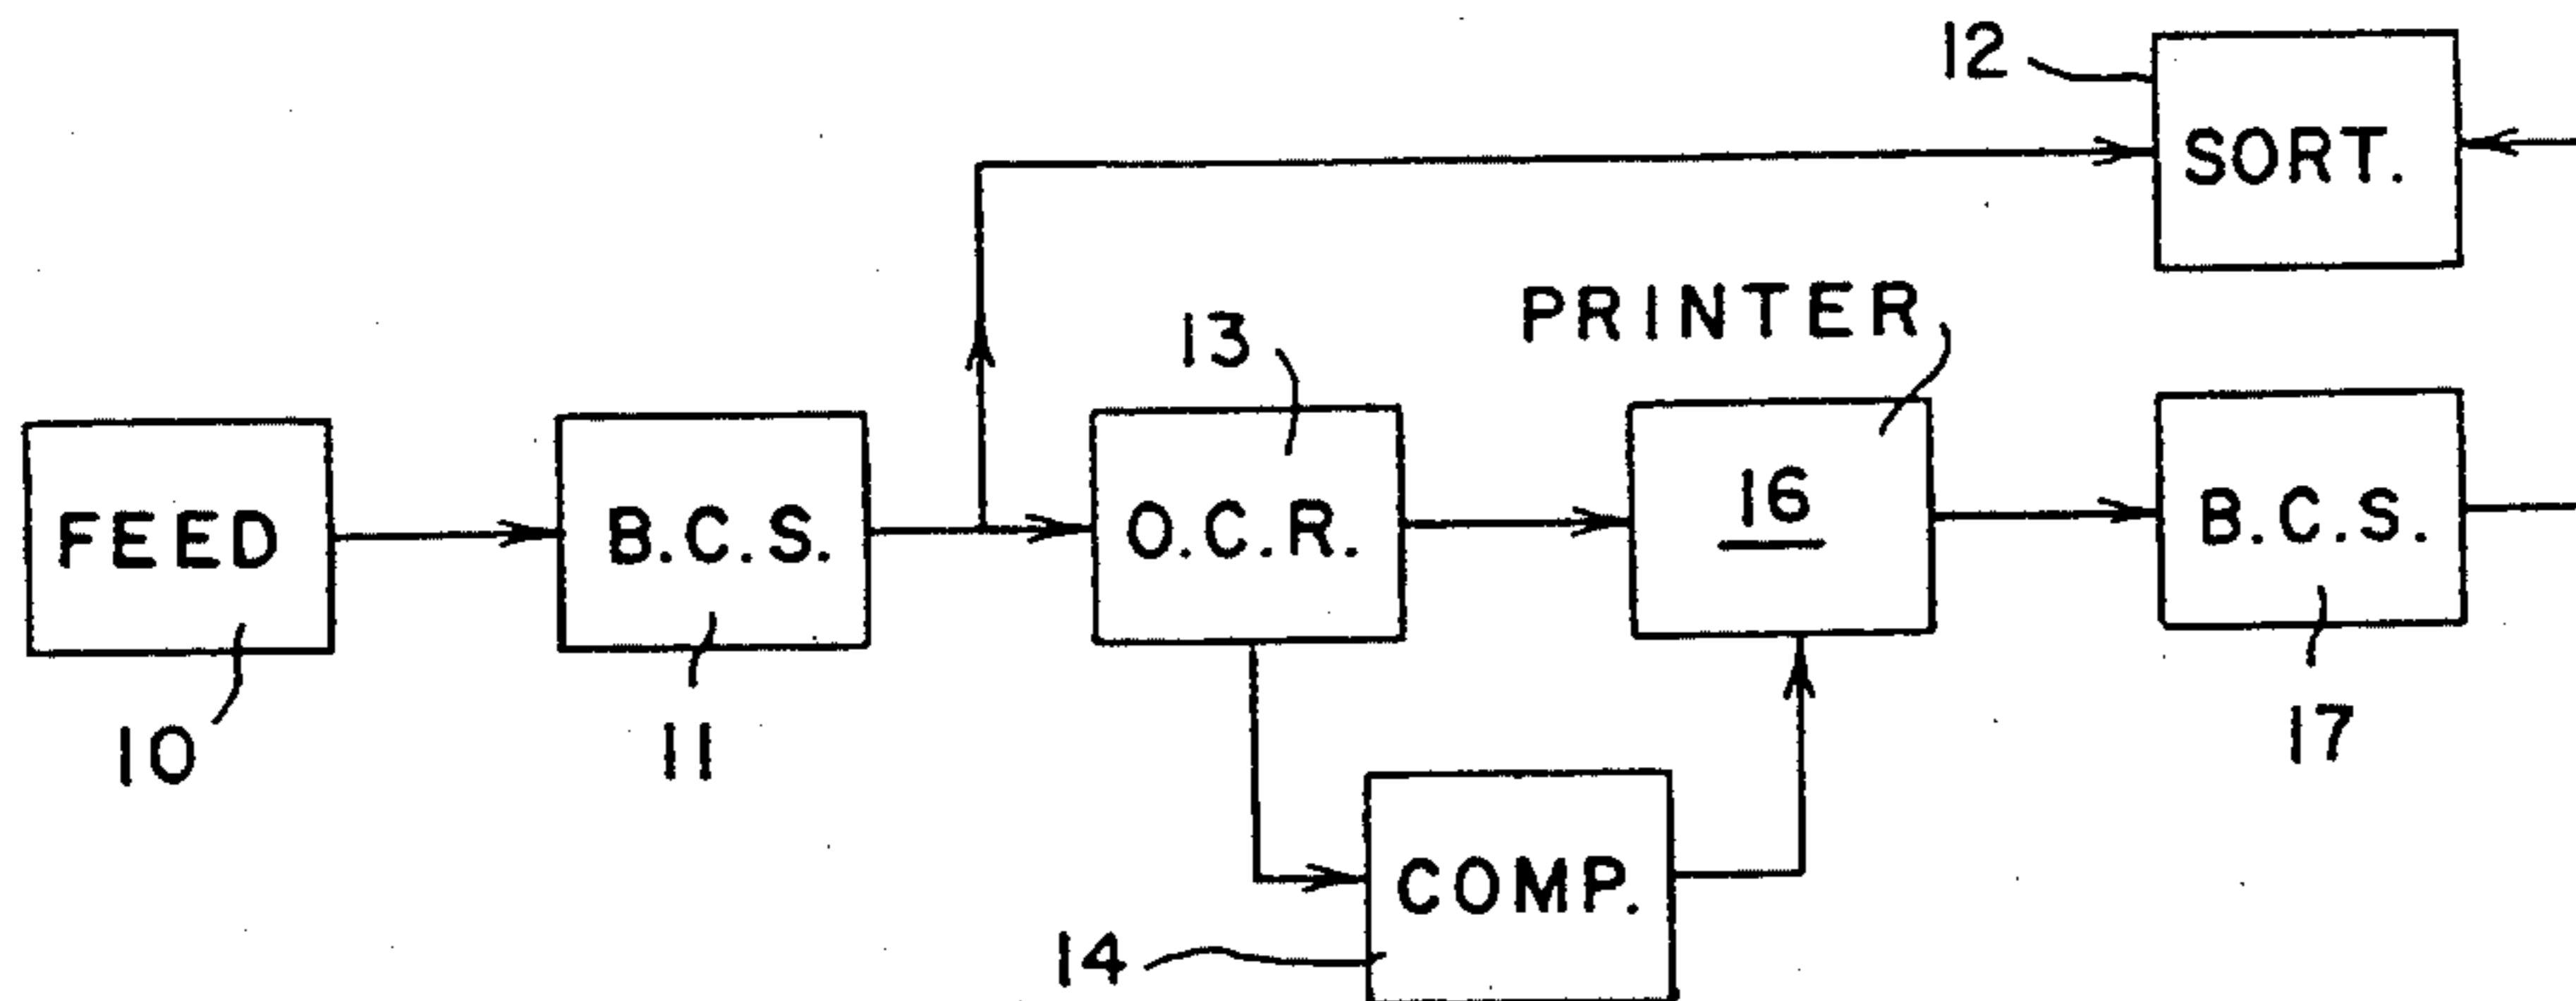 12
SORT.
PRINTER
13
FEED
B.C.S.
O.C.R.
16
B.C.S.
10
11
17
COMP.
14